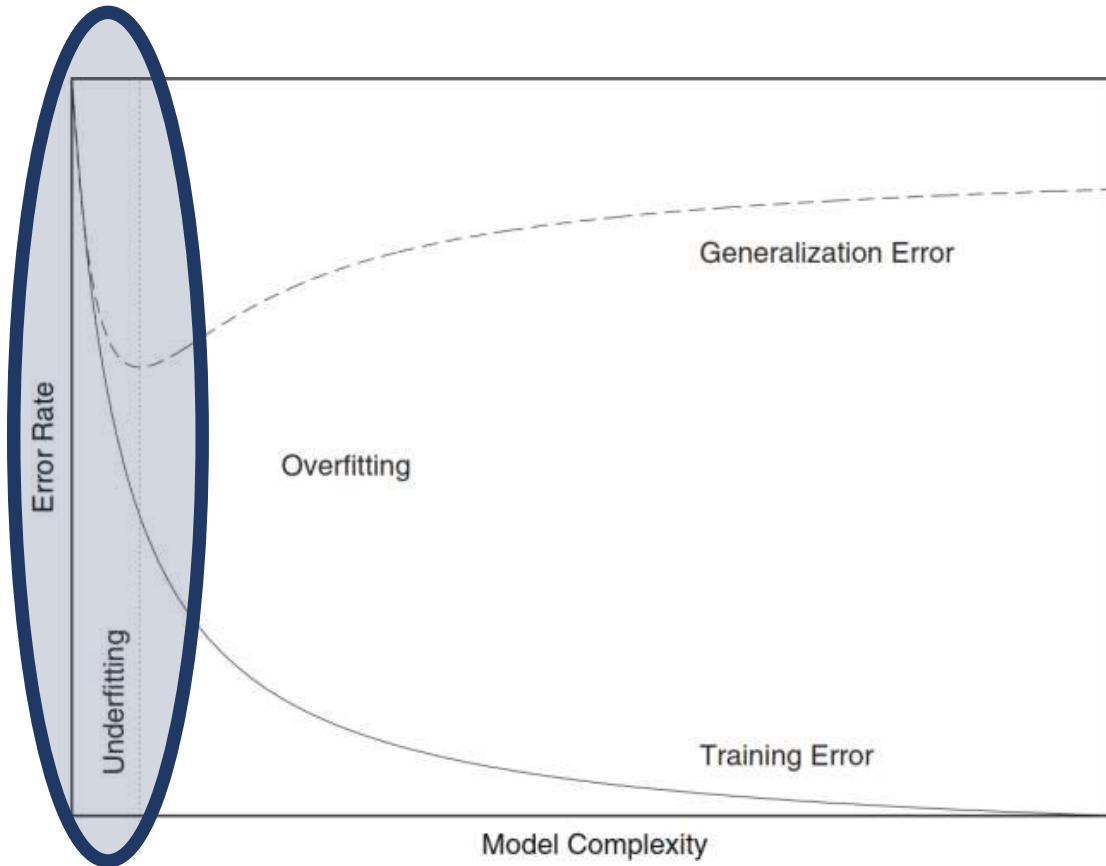 Generalization Error
Error Rate
Overfitting
Underfitting
Training Error
Model Complexity